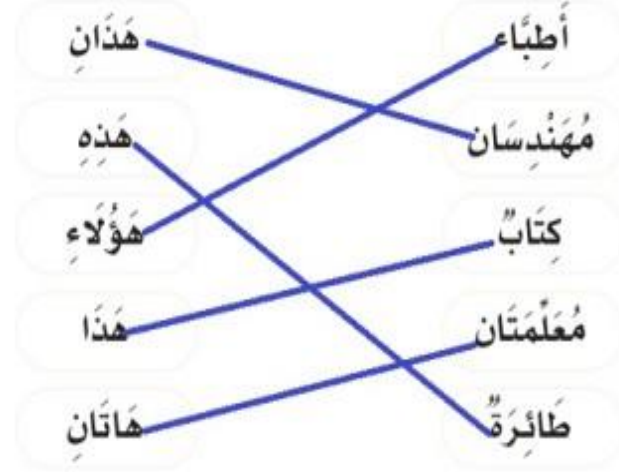 أَطِبَّاء هَذَانِ
مُهَنْدِسَان هَذِهِ
كِتَابٌ هَؤُلَاءِ
مُعَلِّمَتَان هَذَا
طَائِرَةٌ هَاتَانِ